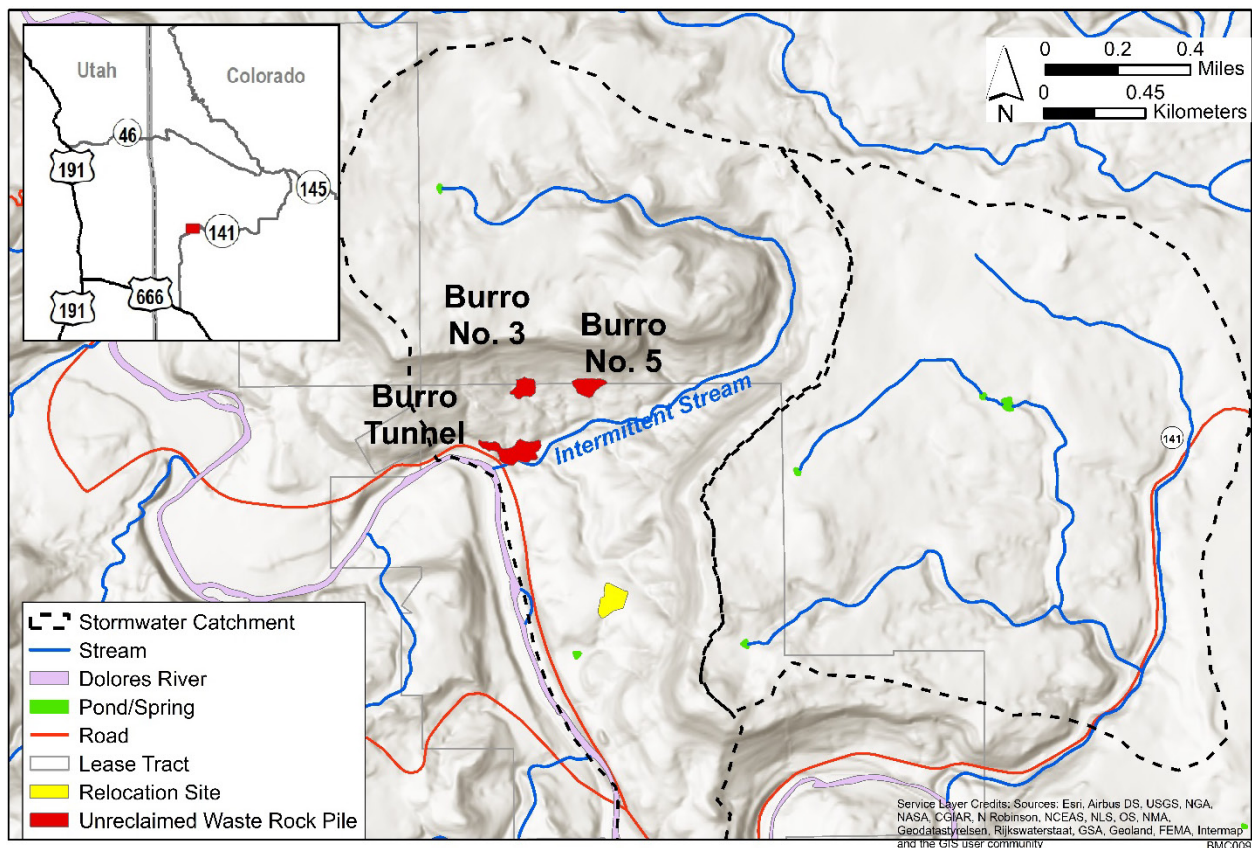 Utah
Colorado
46
191
145
141
191
666
0 0.2 0.4
Miles
0 0.45
Kilometers
N
Burro
No. 3
Burro
No. 5
Burro
Tunnel
Intermittent Stream
141
Stormwater Catchment
Stream
Dolores River
Pond/Spring
Road
Lease Tract
Relocation Site
Unreclaimed Waste Rock Pile
Service Layer Credits: Sources: Esri, Airbus DS, USGS, NGA,
NASA, CGIAR, N Robinson, NCEAS, NLS, OS, NMA,
Geodatastyrelsen, Rijkswaterstaat, GSA, Geoland, FEMA, Intermap
and the GIS user community
BMC009